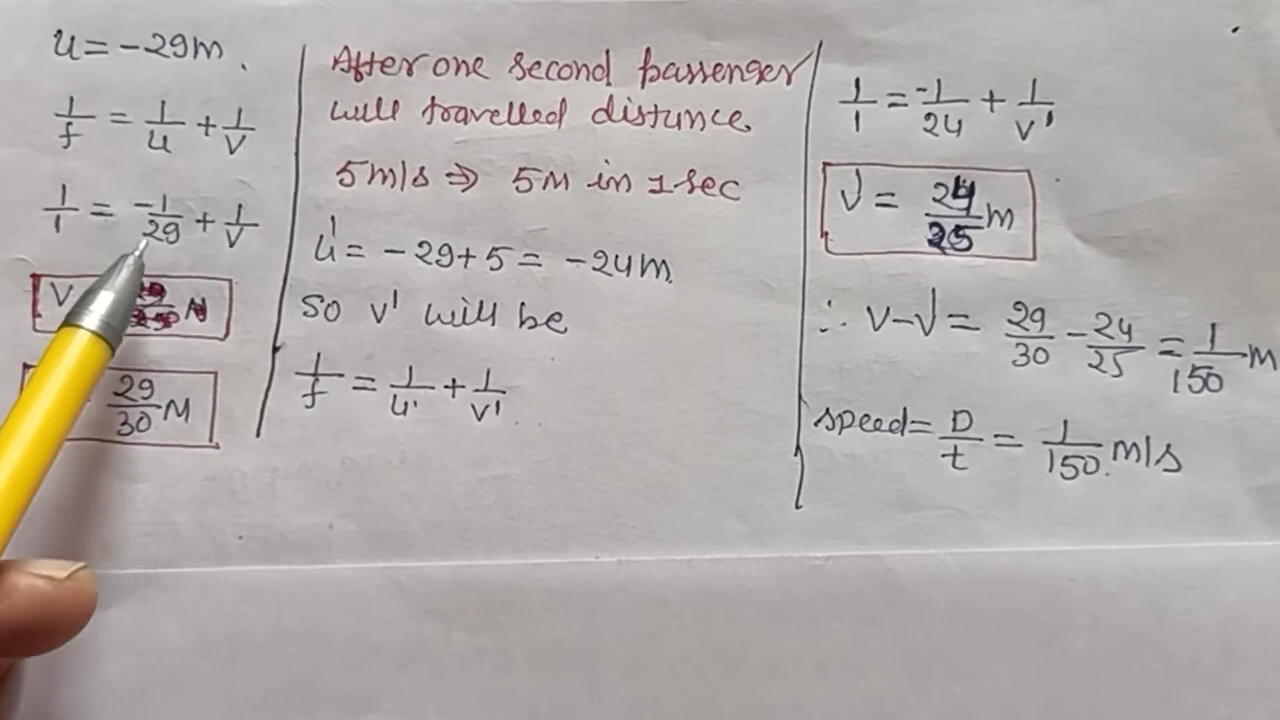 u = -29m.
1/f = 1/u + 1/v
1/1 = -1/29 + 1/v
V
29/30 M
After one second passenger
will travelled distance.
5m/s ⇒ 5M in 1 sec
u' = -29+5 = -24m.
So v' will be
1/f = 1/u' + 1/v'
1/1 = -1/24 + 1/v'
v' = 24/25 m
∴ v-v' = 29/30 - 24/25 = 1/150 m
speed = D/t = 1/150 m/s